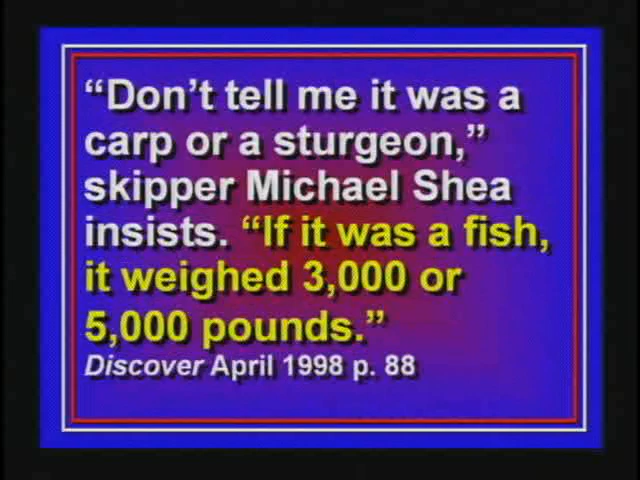 “Don’t tell me it was a
carp or a sturgeon,”
skipper Michael Shea
insists. “If it was a fish,
it weighed 3,000 or
5,000 pounds.”
Discover April 1998 p. 88